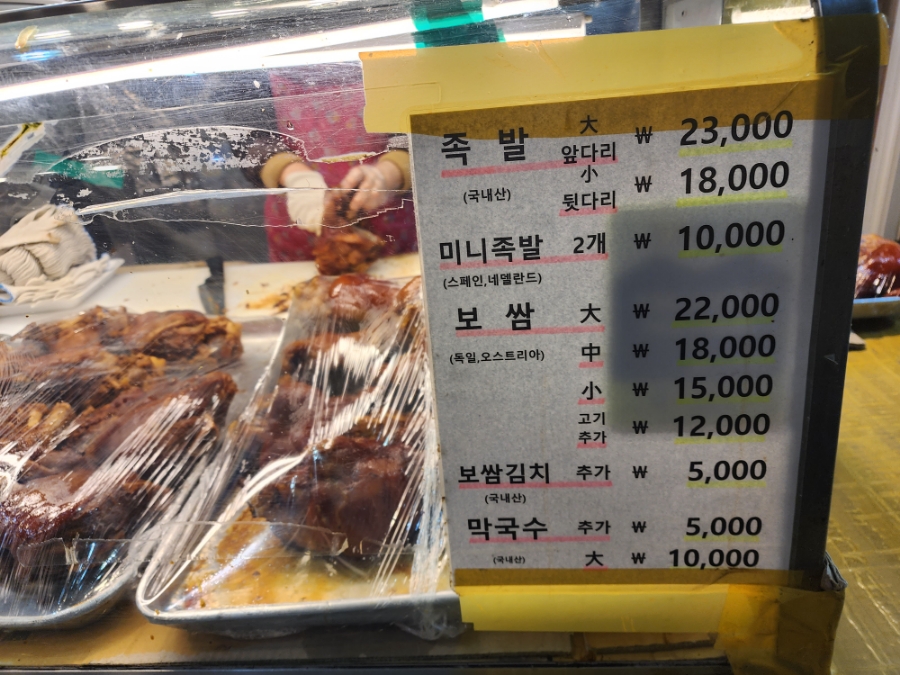 족 발 大 앞다리 ₩ 23,000
(국내산) 小 뒷다리 ₩ 18,000
미니족발 2개 ₩ 10,000
(스페인,네델란드)
보 쌈 大 ₩ 22,000
(독일,오스트리아) 中 ₩ 18,000
小 ₩ 15,000
고기 추가 ₩ 12,000
보쌈김치 추가 ₩ 5,000
(국내산)
막국수 추가 ₩ 5,000
(국내산) 大 ₩ 10,000